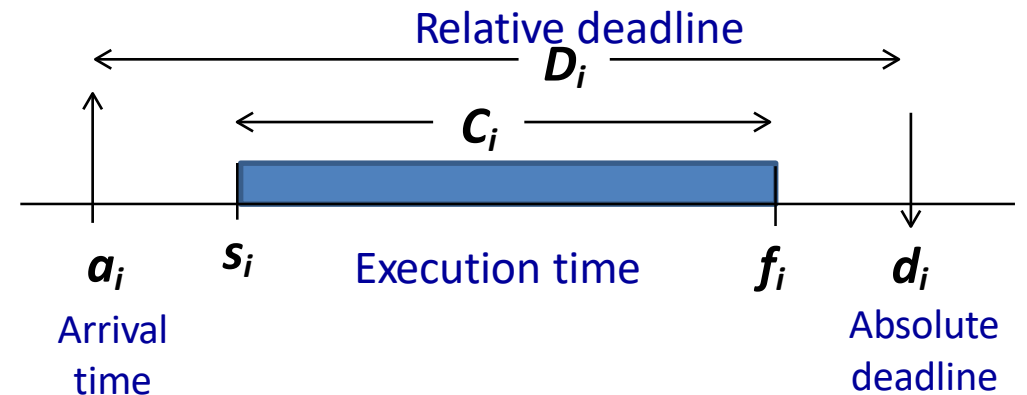 Relative deadline
Di
Ci
ai
si
Execution time
fi
di
Arrival
time
Absolute
deadline